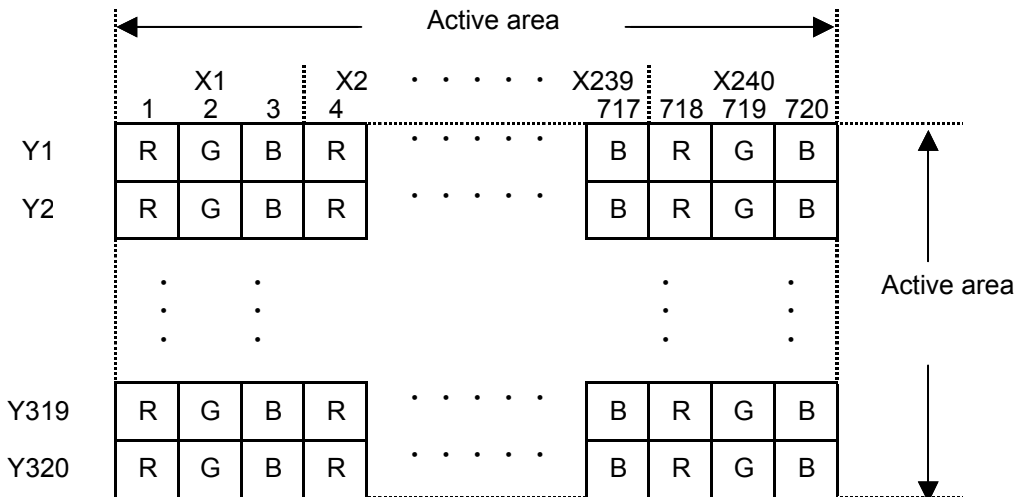 Active area
X1 X2 · · · · · X239 X240
1 2 3 4 717 718 719 720
Y1 R G B R · · · · · B R G B
Y2 R G B R · · · · · B R G B
Active area
Y319 R G B R · · · · · B R G B
Y320 R G B R · · · · · B R G B